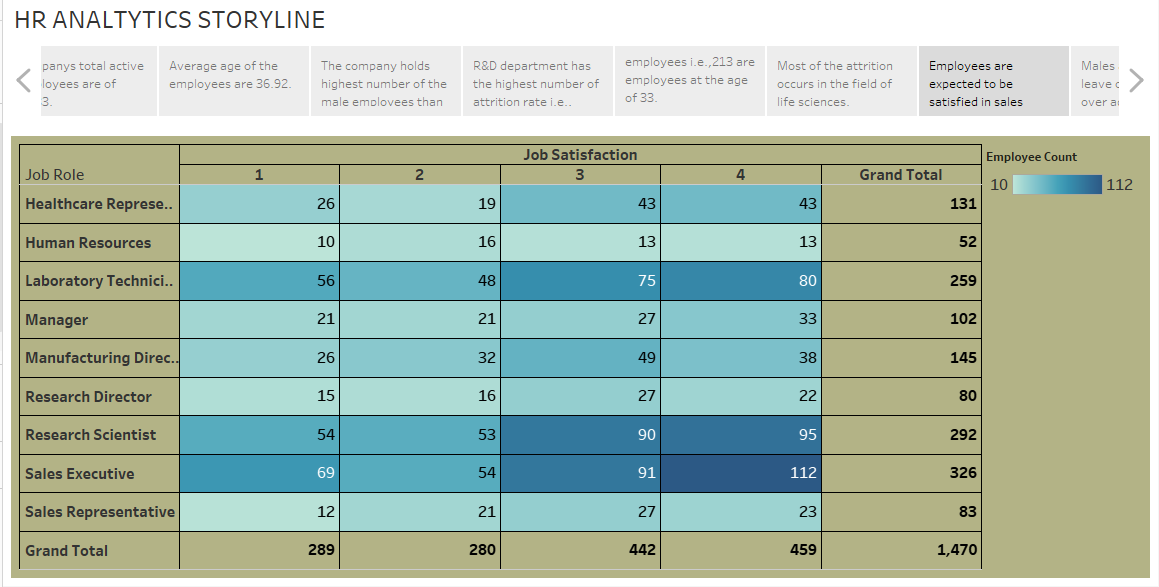 HR ANALTYTICS STORYLINE
panys total active
loyees are of
3.
Average age of the
employees are 36.92.
The company holds
highest number of the
male employees than
R&D department has
the highest number of
attrition rate i.e..
employees i.e.,213 are
employees at the age
of 33.
Most of the attrition
occurs in the field of
life sciences.
Employees are
expected to be
satisfied in sales
Males
leave
over
Job Satisfaction
Job Role 1 2 3 4 Grand Total
Healthcare Represe.. 26 19 43 43 131
Human Resources 10 16 13 13 52
Laboratory Technici.. 56 48 75 80 259
Manager 21 21 27 33 102
Manufacturing Direc.. 26 32 49 38 145
Research Director 15 16 27 22 80
Research Scientist 54 53 90 95 292
Sales Executive 69 54 91 112 326
Sales Representative 12 21 27 23 83
Grand Total 289 280 442 459 1,470
Employee Count
10 112